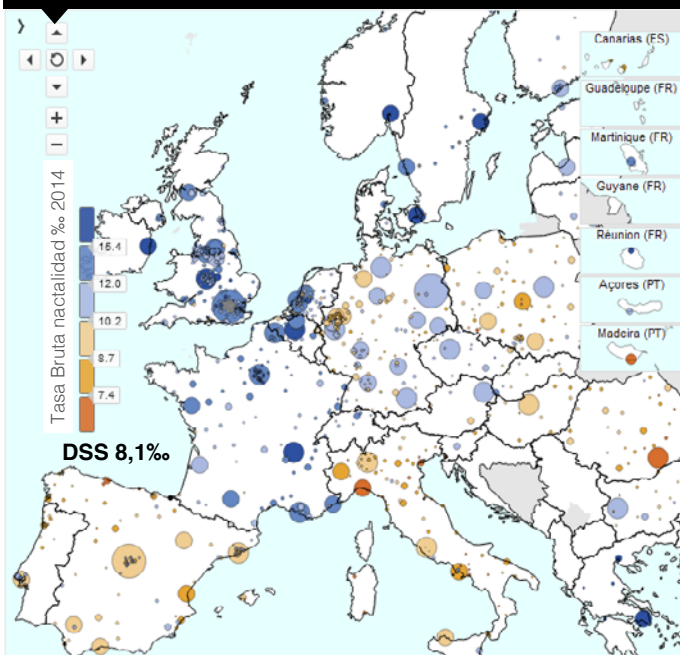 Canarias (ES)
Guadeloupe (FR)
Martinique (FR)
Guyane (FR)
Réunion (FR)
Açores (PT)
Madeira (PT)
Tasa Bruta nactalidad ‰ 2014
15.4
12.0
10.2
8.7
7.4
DSS 8,1‰